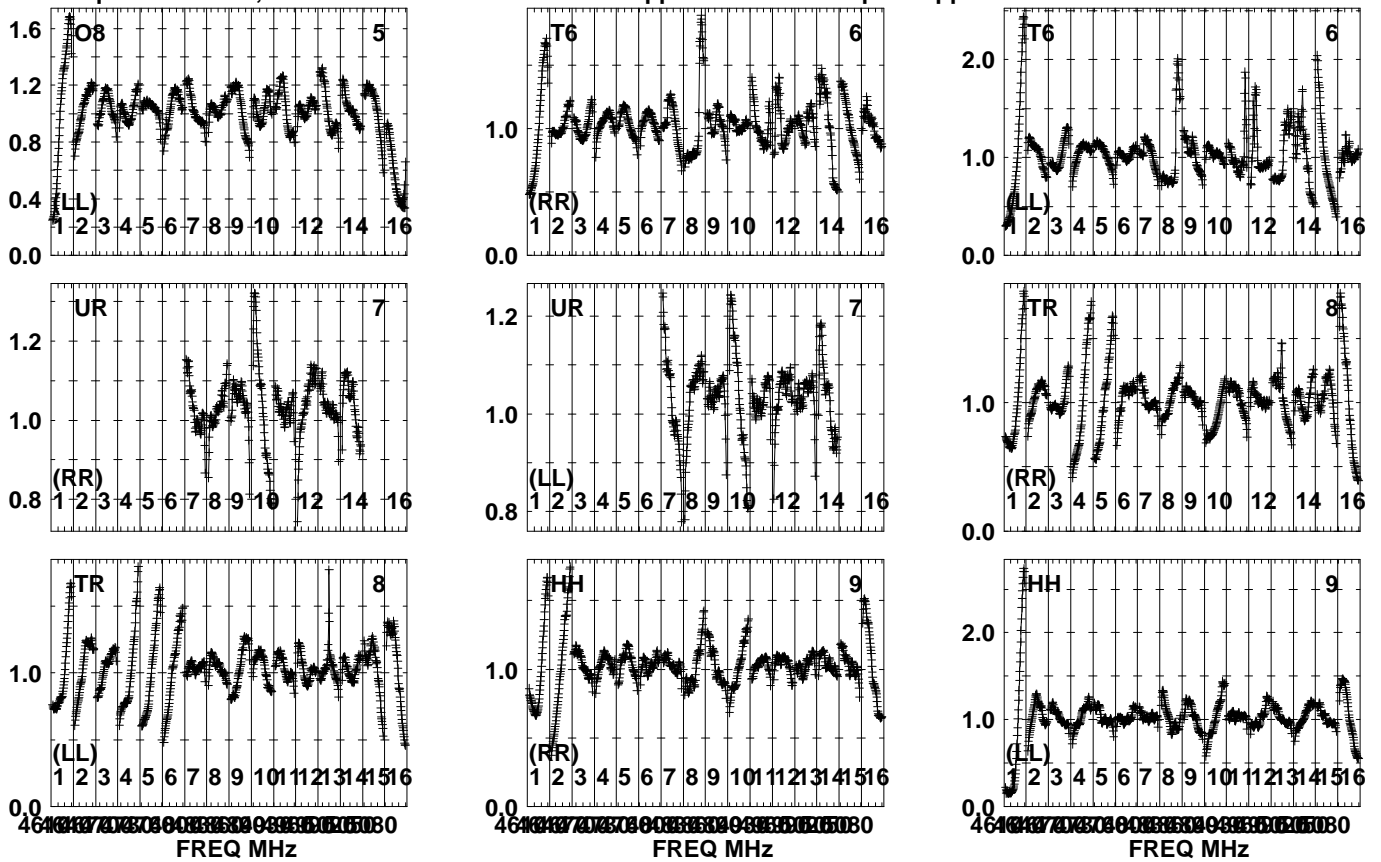 1.6 O8 5 T6 6 T6 6
1.2 2.0
0.8 1.0 1.0
0.4 (LL) (RR) (LL)
1 2 3 4 5 6 7 8 9 10 12 14 16 1 2 3 4 5 6 7 8 9 10 12 14 1 2 3 4 5 6 7 8 9 10 12 14 16
0.0 0.0 0.0
UR 7 UR 7 TR 8
1.2 1.2
1.0 1.0 1.0
(RR) (LL) (RR)
0.8 1 2 3 4 5 6 7 8 9 10 12 14 16 0.8 1 2 3 4 5 6 7 8 9 10 12 14 16 1 2 3 4 5 6 7 8 9 10 12 14 16
0.0
TR 8 HH 9 HH 9
2.0
1.0 1.0 1.0
(LL) (RR) (LL)
1 2 3 4 5 6 7 8 9 10 11 12 13 14 15 16 1 2 3 4 5 6 7 8 9 10 11 12 13 14 15 16 1 2 3 4 5 6 7 8 9 10 11 12 13 14 15 16
0.0 0.0 0.0
FREQ MHz FREQ MHz FREQ MHz